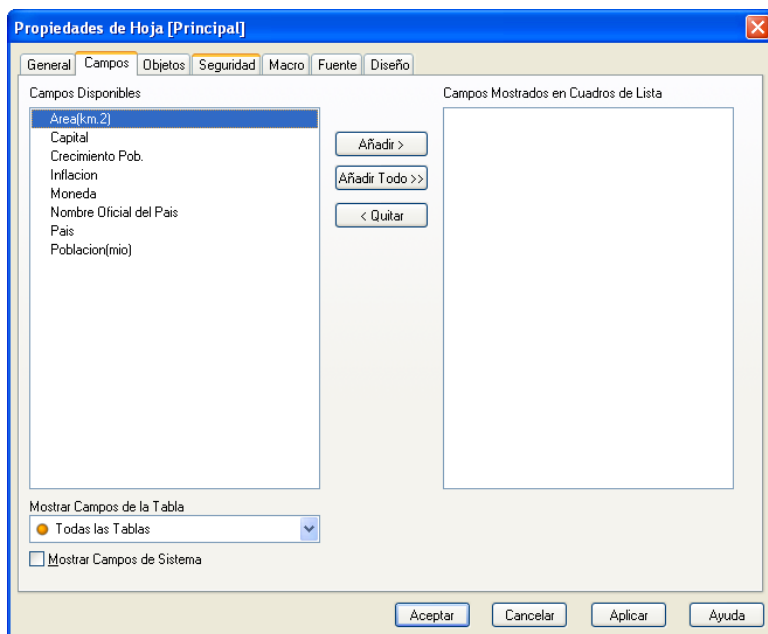 Propiedades de Hoja [Principal]
General Campos Objetos Seguridad Macro Fuente Diseño
Campos Disponibles
Campos Mostrados en Cuadros de Lista
Area(km.2)
Capital
Crecimiento Pob.
Inflacion
Moneda
Nombre Oficial del Pais
Pais
Poblacion(mio)
Añadir >
Añadir Todo >>
< Quitar
Mostrar Campos de la Tabla
Todas las Tablas
Mostrar Campos de Sistema
Aceptar Cancelar Aplicar Ayuda